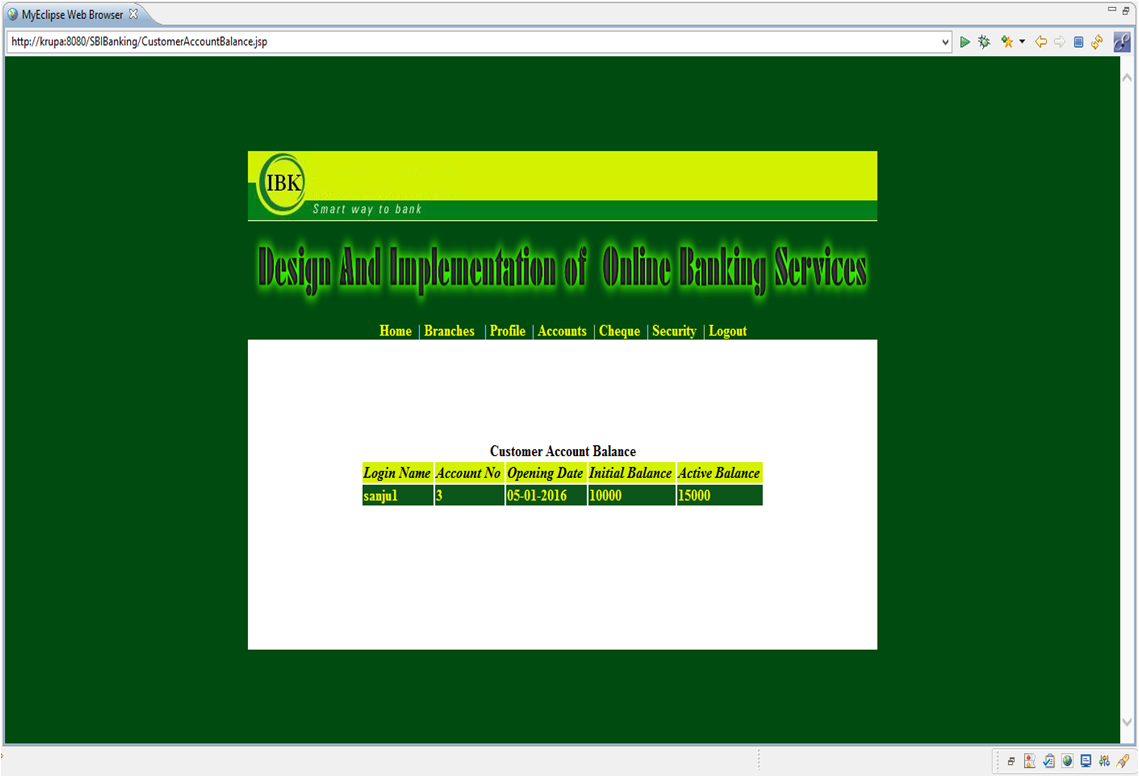 MyEclipse Web Browser
http://krupa:8080/SBIBanking/CustomerAccountBalance.jsp
IBK
Smart way to bank
Design And Implementation of Online Banking Services
Home | Branches | Profile | Accounts | Cheque | Security | Logout
Customer Account Balance
Login Name Account No Opening Date Initial Balance Active Balance
sanju1 3 05-01-2016 10000 15000